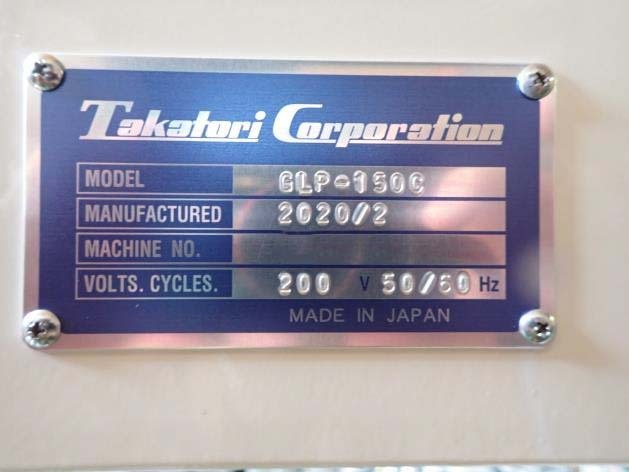 Takatori Corporation
MODEL GLP-150C
MANUFACTURED 2020/2
MACHINE NO.
VOLTS. CYCLES. 200 V 50/60 Hz
MADE IN JAPAN